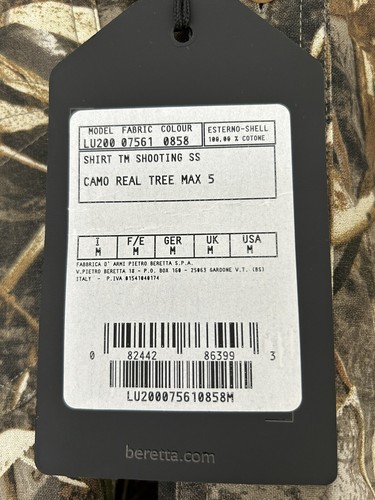 MODEL FABRIC COLOUR
LU200 07561 0858
ESTERNO-SHELL
100,00 % COTONE
SHIRT TM SHOOTING SS
CAMO REAL TREE MAX 5
I F/E GER UK USA
M M M M M
FABBRICA D' ARMI PIETRO BERETTA S.P.A.
V.PIETRO BERETTA 18 - P.O. BOX 160 - 25063 GARDONE V.T. (BS)
ITALY - P.IVA 01541040174
0 82442 86399 3
LU200075610858M
beretta.com